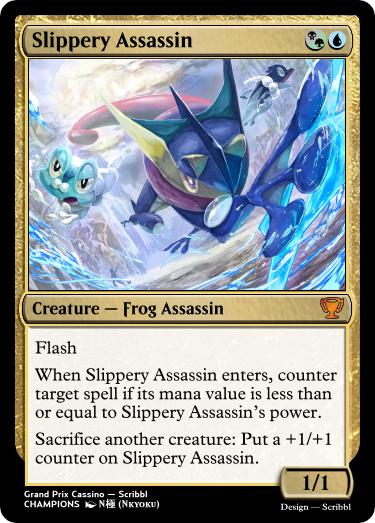 Slippery Assassin
Creature — Frog Assassin
Flash
When Slippery Assassin enters, counter
target spell if its mana value is less than
or equal to Slippery Assassin's power.
Sacrifice another creature: Put a +1/+1
counter on Slippery Assassin.
1/1
Grand Prix Cassino — Scribbl
CHAMPIONS N極 (Nkyoku)
Design — Scribbl